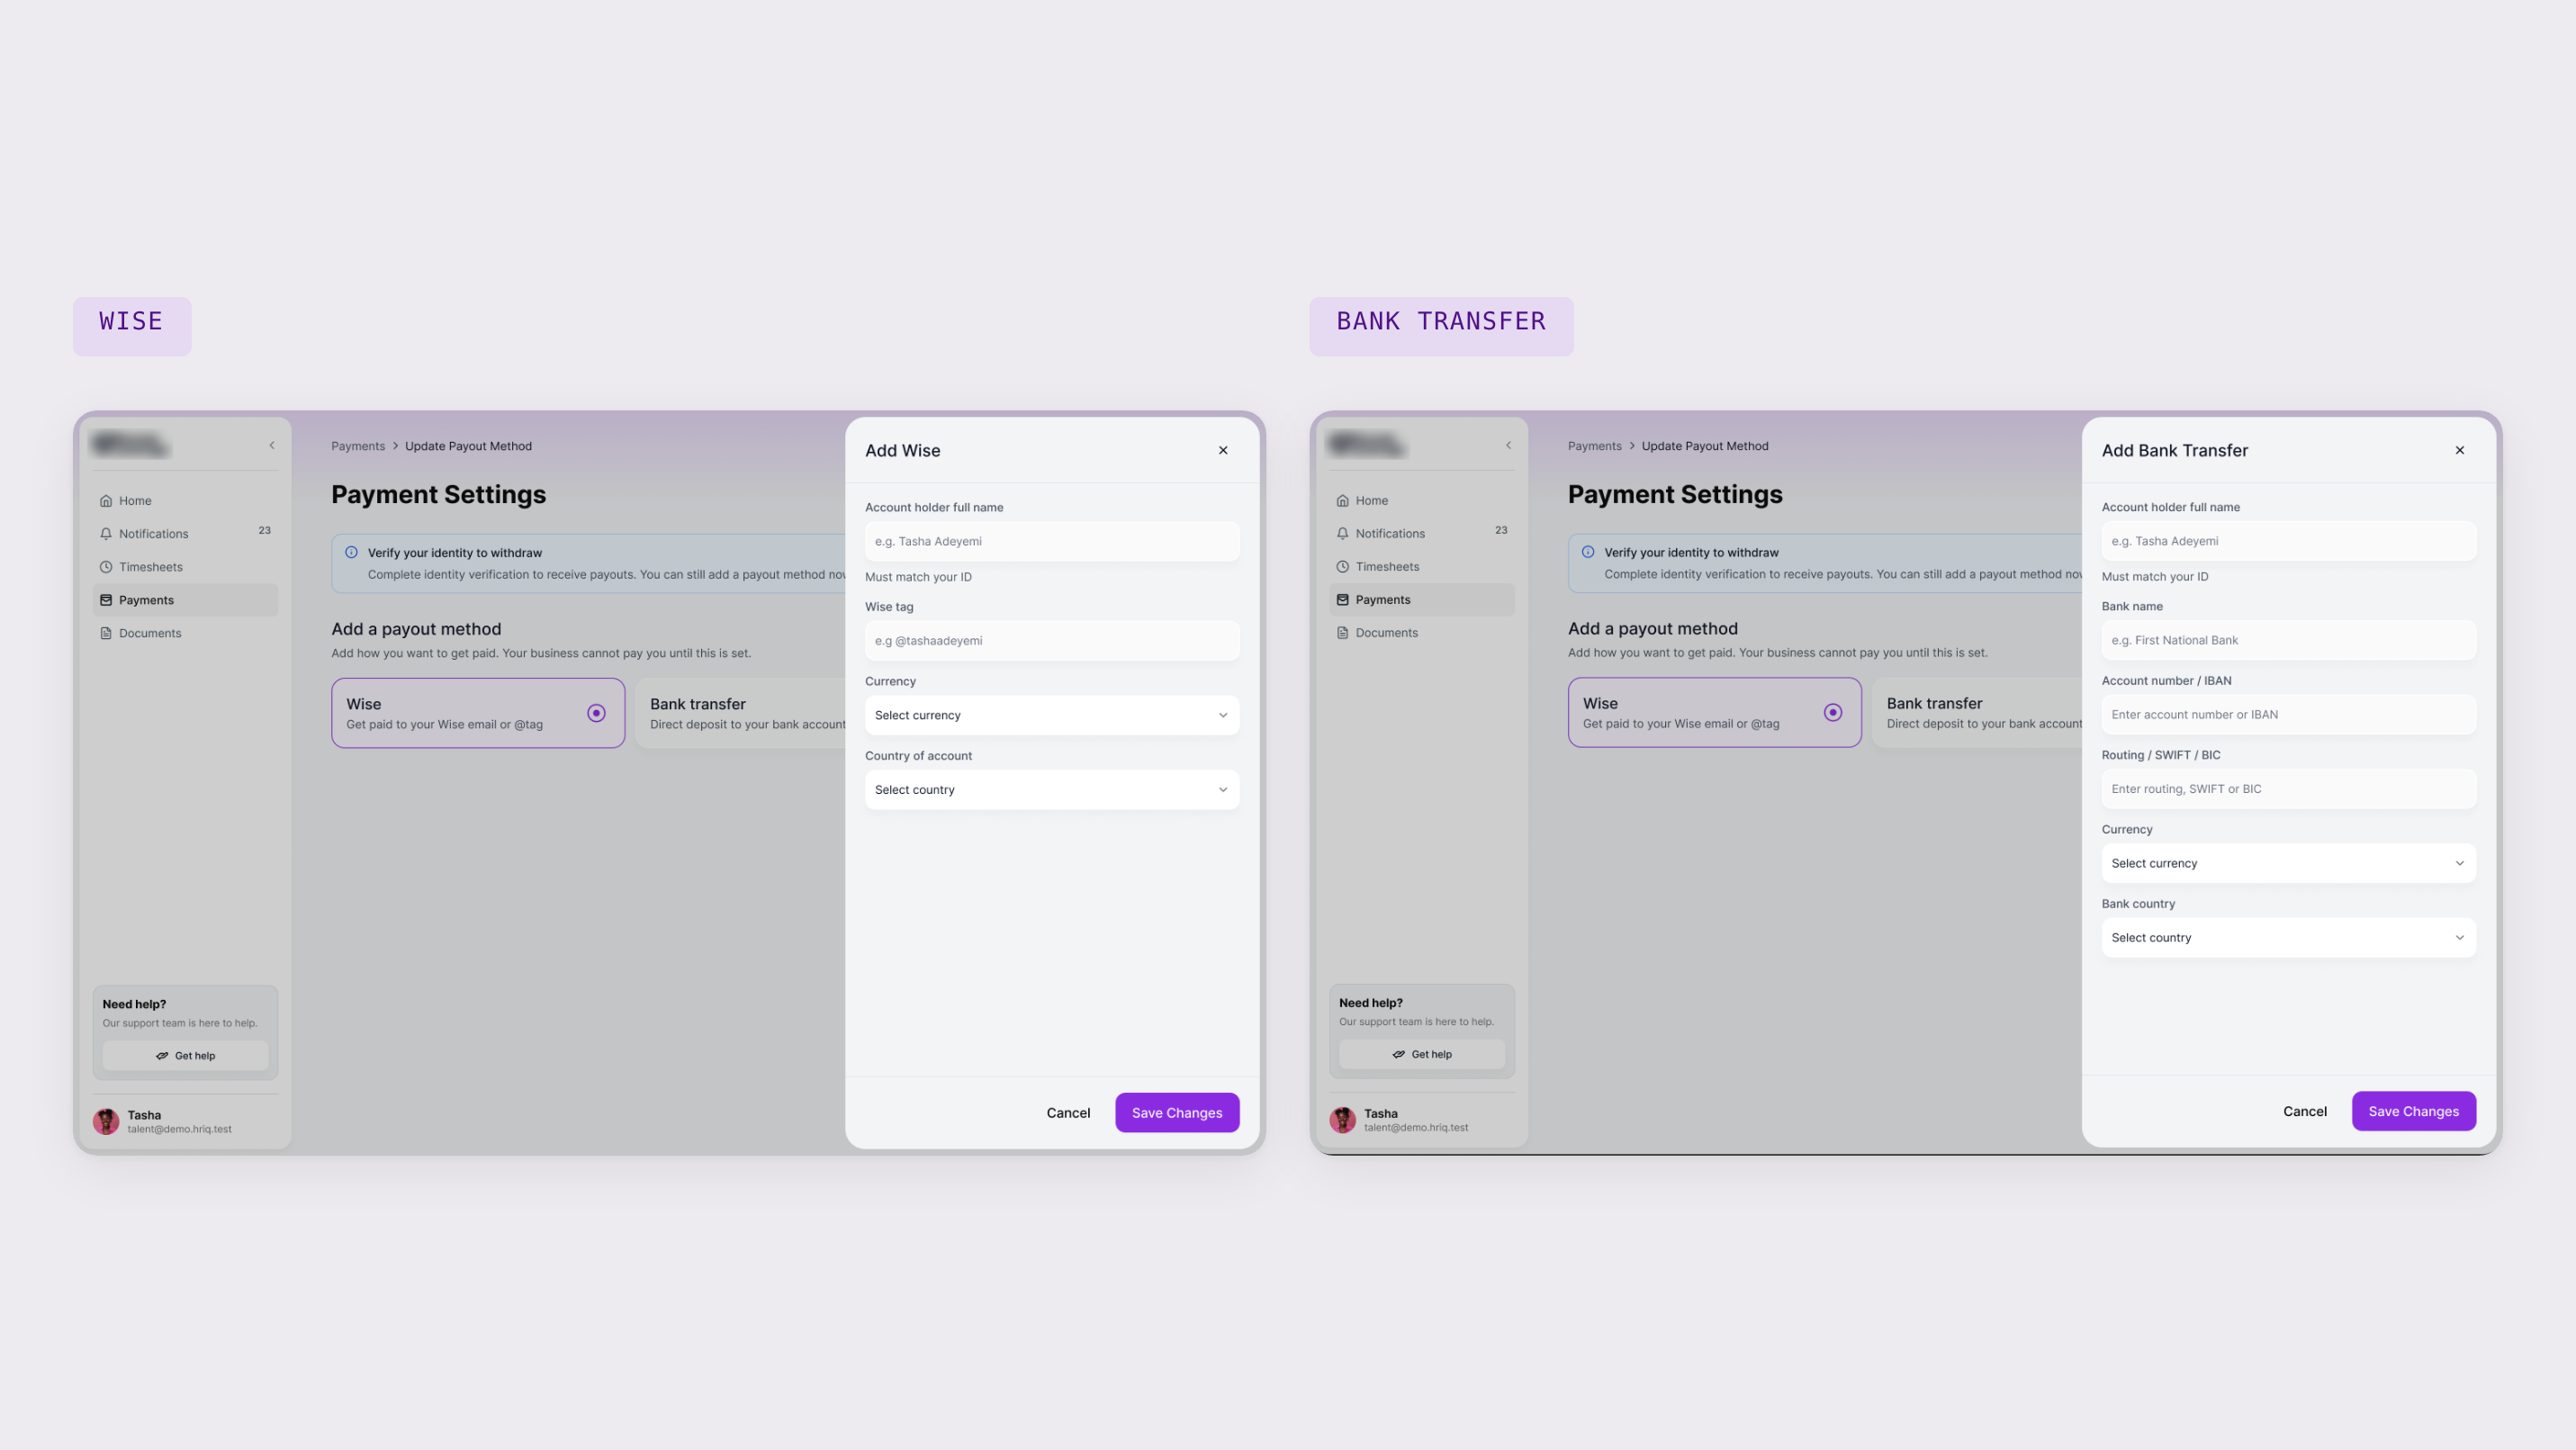 WISE
Home
Notifications
23
Timesheets
Payments
Documents
Need help?
Our support team is here to help.
Get help
Tasha
talent@demo.hriq.test
Payments > Update Payout Method
Payment Settings
Verify your identity to withdraw
Complete identity verification to receive payouts. You can still add a payout method
Add a payout method
Add how you want to get paid. Your business cannot pay you until this is set.
Wise
Get paid to your Wise email or @tag
Bank transfer
Direct deposit to your bank account
Add Wise
Account holder full name
e.g. Tasha Adeyemi
Must match your ID
Wise tag
e.g @tashaadeyemi
Currency
Select currency
Country of account
Select country
Cancel
Save Changes
BANK TRANSFER
Home
Notifications
23
Timesheets
Payments
Documents
Need help?
Our support team is here to help.
Get help
Tasha
talent@demo.hriq.test
Payments > Update Payout Method
Payment Settings
Verify your identity to withdraw
Complete identity verification to receive payouts. You can still add a payout method
Add a payout method
Add how you want to get paid. Your business cannot pay you until this is set.
Wise
Get paid to your Wise email or @tag
Bank transfer
Direct deposit to your bank account
Add Bank Transfer
Account holder full name
e.g. Tasha Adeyemi
Must match your ID
Bank name
e.g. First National Bank
Account number / IBAN
Enter account number or IBAN
Routing / SWIFT / BIC
Enter routing, SWIFT or BIC
Currency
Select currency
Bank country
Select country
Cancel
Save Changes